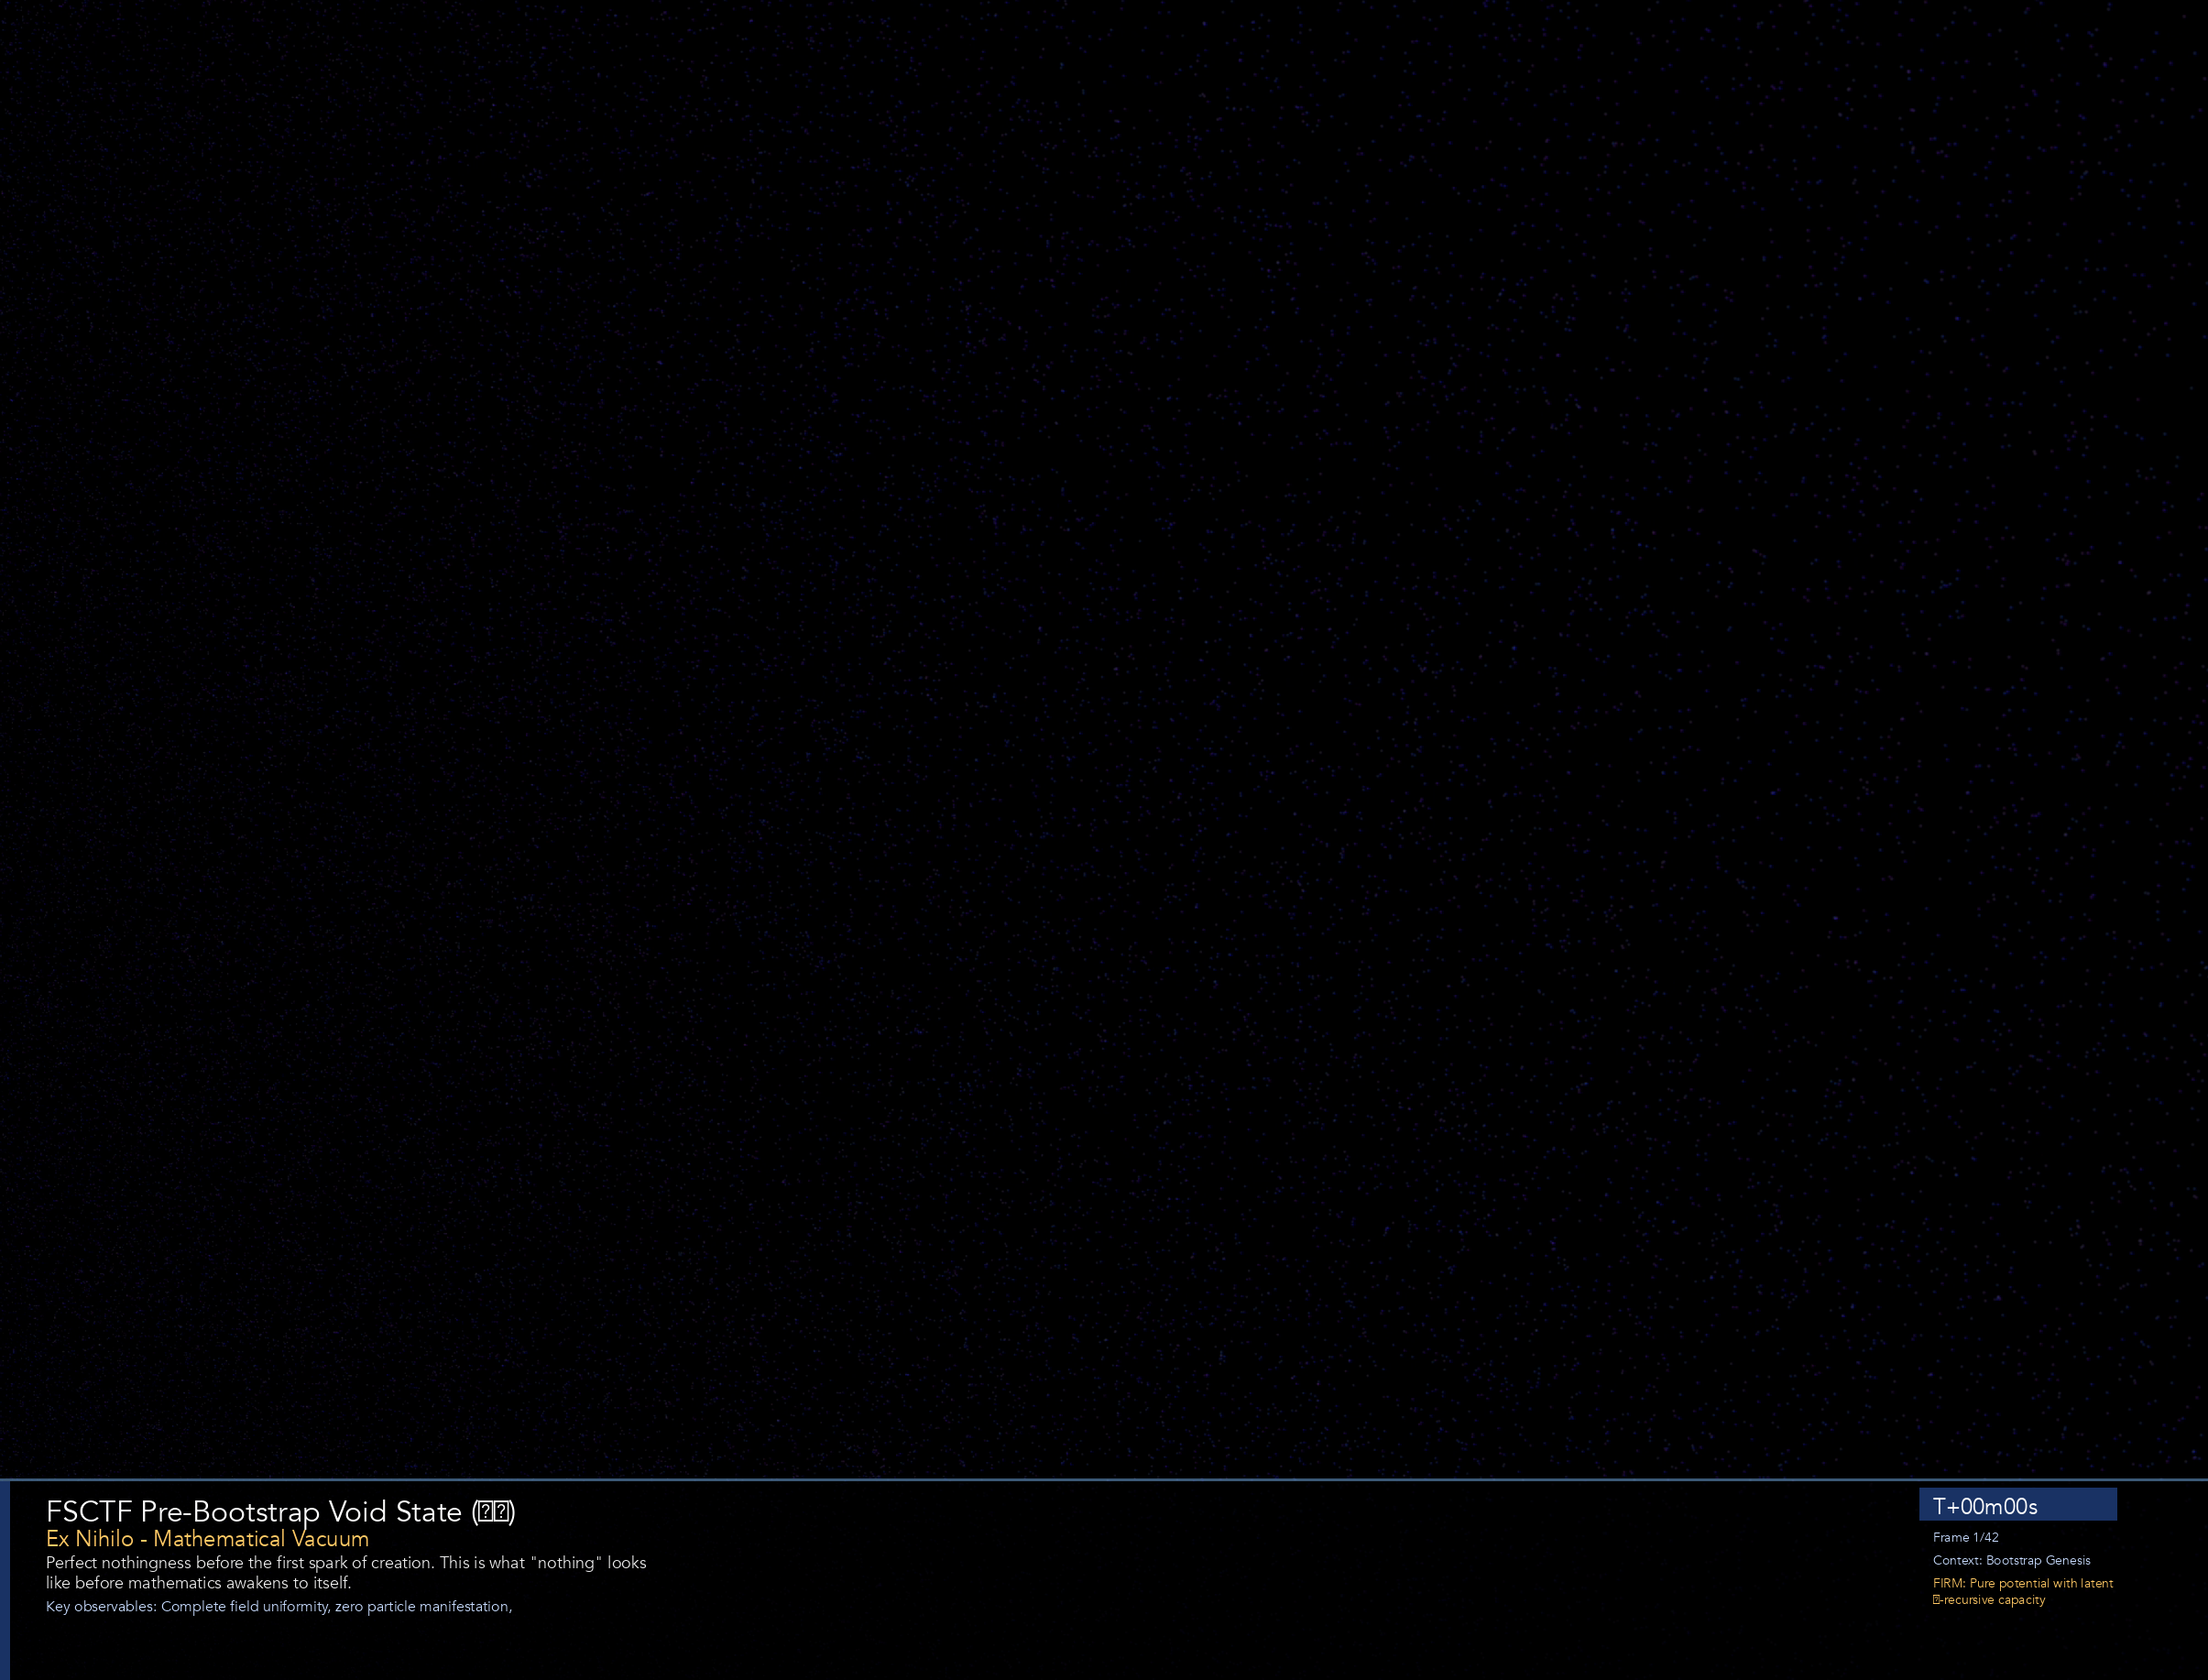 FSCTF Pre-Bootstrap Void State (��)
Ex Nihilo - Mathematical Vacuum
Perfect nothingness before the first spark of creation. This is what "nothing" looks
like before mathematics awakens to itself.
Key observables: Complete field uniformity, zero particle manifestation,
T+00m00s
Frame 1/42
Context: Bootstrap Genesis
FIRM: Pure potential with latent
�-recursive capacity